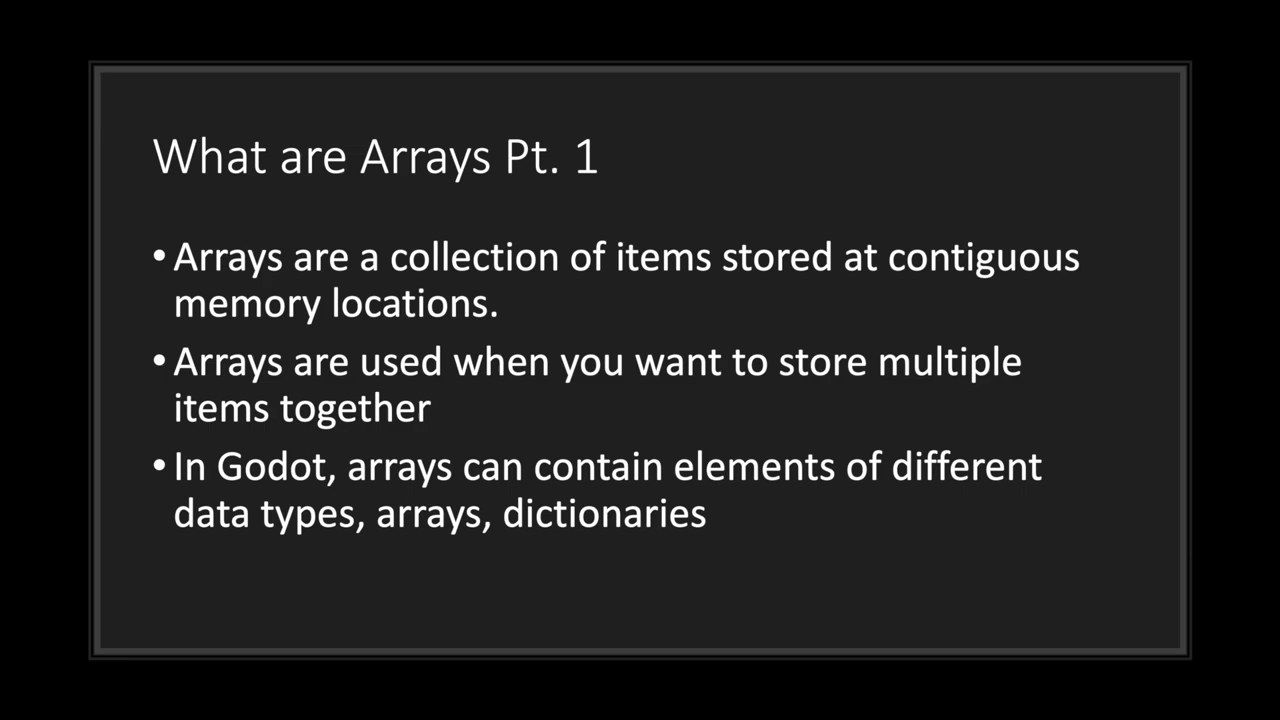 What are Arrays Pt. 1
• Arrays are a collection of items stored at contiguous
memory locations.
• Arrays are used when you want to store multiple
items together
• In Godot, arrays can contain elements of different
data types, arrays, dictionaries